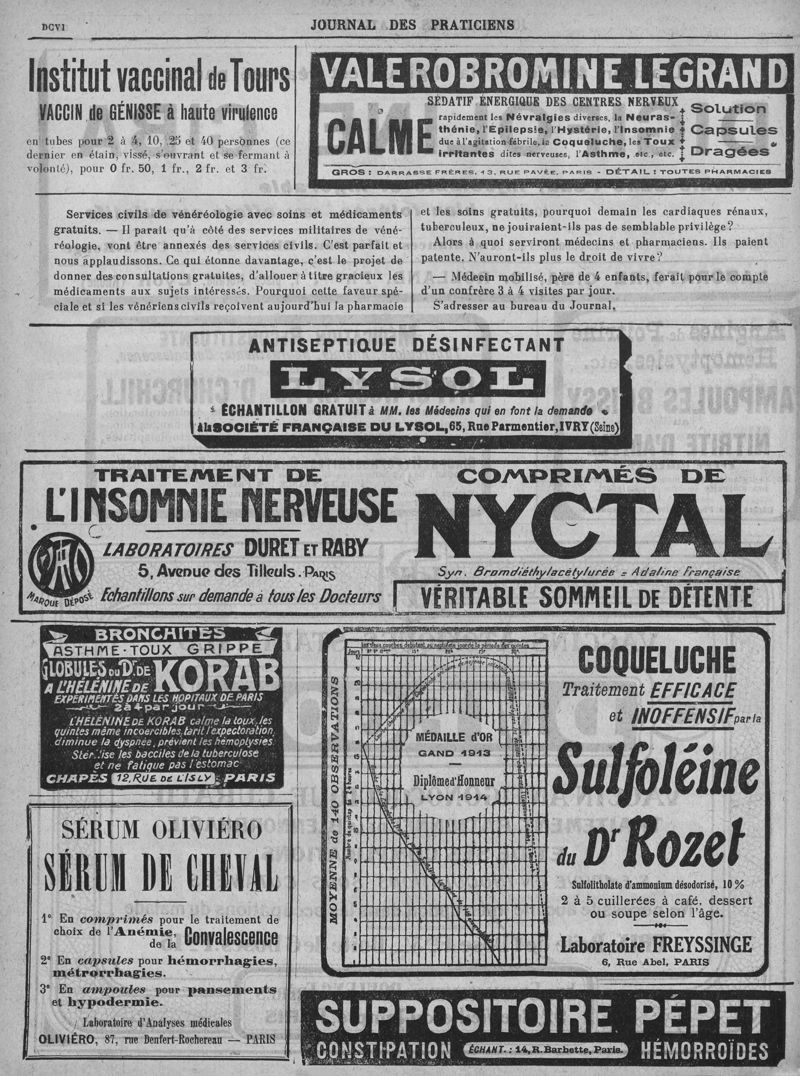 DCVI
JOURNAL DES PRATICIENS
Institut vaccinal de Tours
VACCIN de GÉNISSE à haute virulence
en tubes pour 2 à 4, 10, 25 et 40 personnes (ce
dernier en étain, vissé, s'ouvrant et se fermant à
volonté), pour 0 fr. 50, 1 fr., 2 fr. et 3 fr.
VALEROBROMINE LEGRAND
SÉDATIF ÉNERGIQUE DES CENTRES NERVEUX
CALME
rapidement les Névralgies diverses, la Neuras-
thénie, l'Epilepsie, l'Hystérie, l'Insomnie
due à l'agitation fébrile, la Coqueluche, les Toux
irritantes dites nerveuses, l'Asthme, etc., etc.
Solution
Capsules
Dragées
GROS : DARRASSE FRÈRES, 13, RUE PAVÉE, PARIS - DÉTAIL : TOUTES PHARMACIES
Services civils de vénéréologie avec soins et médicaments
gratuits. — Il paraît qu'à côté des services militaires de véné-
réologie, vont être annexés des services civils. C'est parfait et
nous applaudissons. Ce qui étonne davantage, c'est le projet de
donner des consultations gratuites, d'allouer à titre gracieux les
médicaments aux sujets intéressés. Pourquoi cette faveur spé-
ciale et si les vénériens civils reçoivent aujourd'hui la pharmacie
et les soins gratuits, pourquoi demain les cardiaques rénaux,
tuberculeux, ne jouiraient-ils pas de semblable privilège ?
Alors à quoi serviront médecins et pharmaciens. Ils paient
patente. N'auront-ils plus le droit de vivre ?
— Médecin mobilisé, père de 4 enfants, ferait pour le compte
d'un confrère 3 à 4 visites par jour.
S'adresser au bureau du Journal.
ANTISEPTIQUE DÉSINFECTANT
LYSOL
ÉCHANTILLON GRATUIT à MM. les Médecins qui en font la demande
à la SOCIÉTÉ FRANÇAISE DU LYSOL, 65, Rue Parmentier, IVRY (Seine)
TRAITEMENT DE
L'INSOMNIE NERVEUSE
LABORATOIRES DURET ET RABY
5, Avenue des Tilleuls. PARIS
MARQUE DÉPOSÉ
Echantillons sur demande à tous les Docteurs
COMPRIMÉS DE
NYCTAL
Syn. Bromdiéthylacétylurée = Adaline Française
VÉRITABLE SOMMEIL DE DÉTENTE
BRONCHITES
ASTHME · TOUX GRIPPE
GLOBULES DU Dr. DE KORAB
A L'HÉLÉNINE DE
EXPÉRIMENTÉS DANS LES HOPITAUX DE PARIS
2 à 4 par jour
L'HÉLÉNINE DE KORAB calme la toux, les
quintes même incoercibles, tarit l'expectoration,
diminue la dyspnée, prévient les hémoptysies
Stérilise les bacilles de la tuberculose
et ne fatigue pas l'estomac
CHAPÈS 12, RUE DE L'ISLY, PARIS
SÉRUM OLIVIÉRO
SÉRUM DE CHEVAL
1° En comprimés pour le traitement de
choix de l'Anémie,
de la Convalescence
2° En capsules pour hémorrhagies,
métrorrhagies.
3° En ampoules pour pansements
et hypodermie.
Laboratoire d'Analyses médicales
OLIVIÉRO, 87, rue Denfert-Rochereau — PARIS
MOYENNE de 140 OBSERVATIONS
MÉDAILLE d'OR
GAND 1913
Diplôme d'Honneur
LYON 1914
COQUELUCHE
Traitement EFFICACE
et INOFFENSIF par la
Sulfoléine
du Dr Rozet
Sulfolitholate d'ammonium désodorisé, 10 %
2 à 5 cuillerées à café, dessert
ou soupe selon l'âge.
Laboratoire FREYSSINGE
6, Rue Abel, PARIS
SUPPOSITOIRE PÉPET
CONSTIPATION ÉCHANT. : 14, R. Barbette, Paris. HÉMORROÏDES